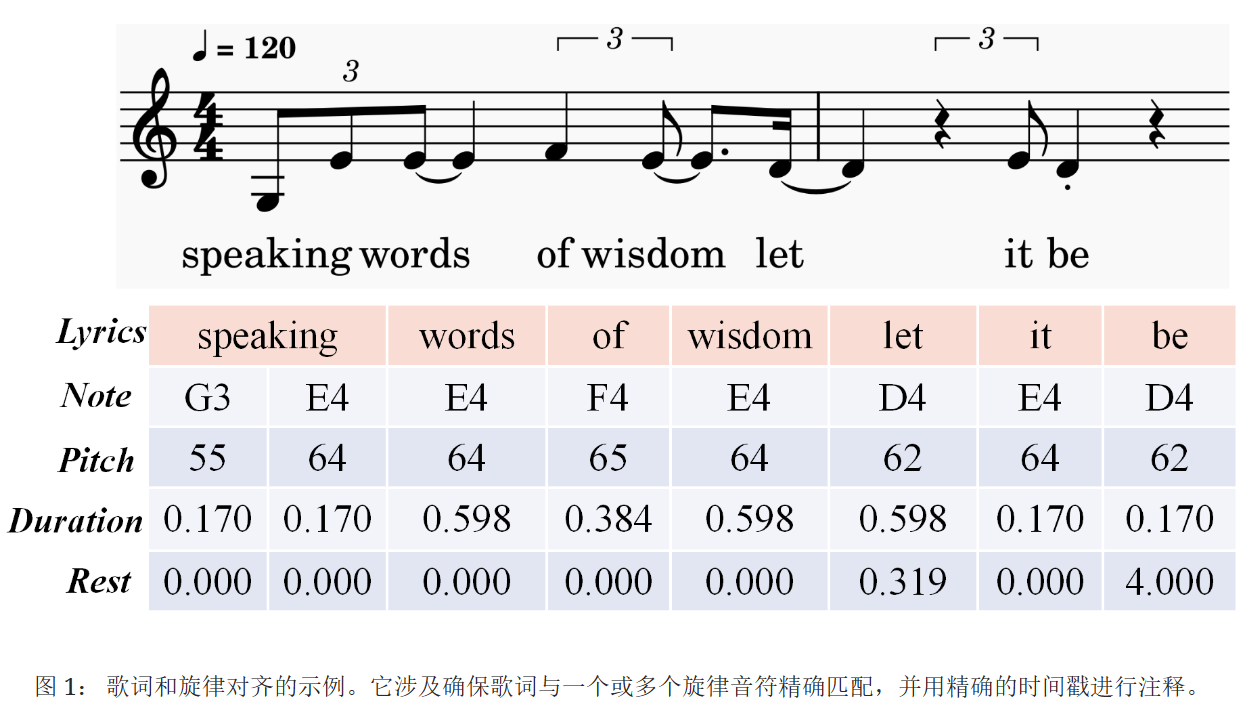 ♩ = 120
3 3 3
4
4
speaking words of wisdom let it be
Lyrics speaking words of wisdom let it be
Note G3 E4 E4 F4 E4 D4 E4 D4
Pitch 55 64 64 65 64 62 64 62
Duration 0.170 0.170 0.598 0.384 0.598 0.598 0.170 0.170
Rest 0.000 0.000 0.000 0.000 0.000 0.319 0.000 4.000
图 1： 歌词和旋律对齐的示例。它涉及确保歌词与一个或多个旋律音符精确匹配，并用精确的时间戳进行注释。